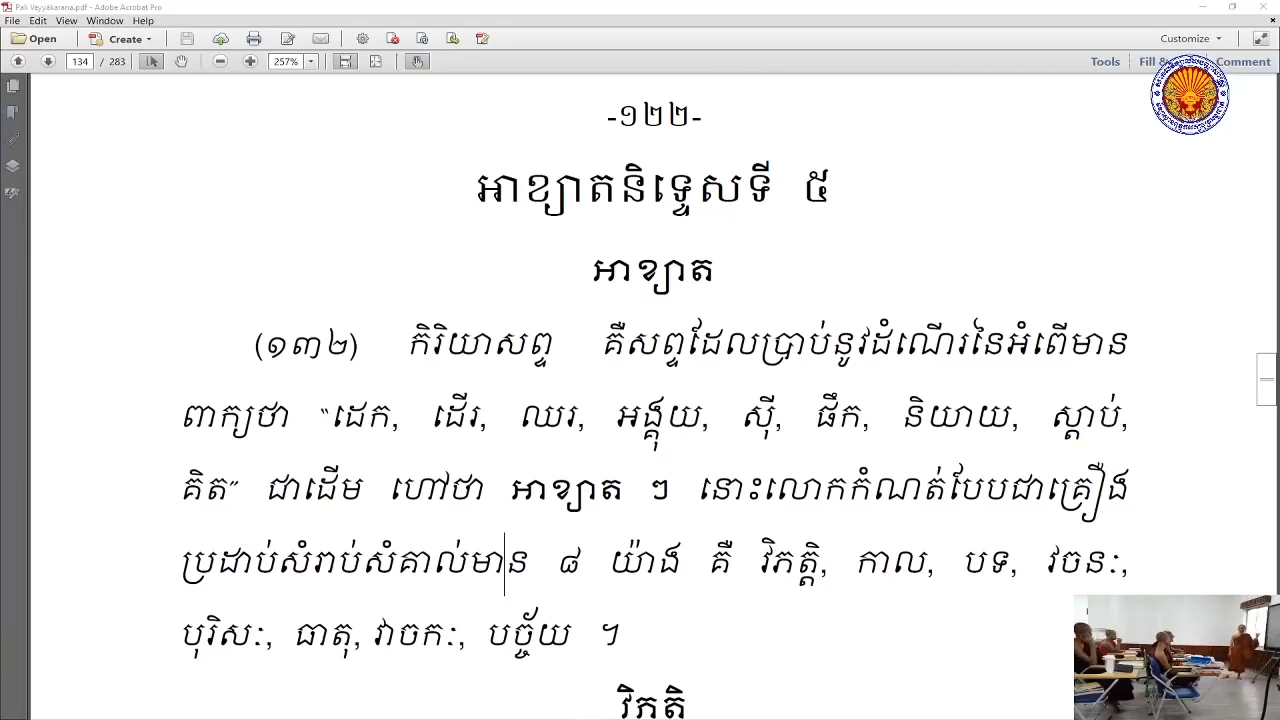 Pali Veyyākarana.pdf - Adobe Acrobat Pro
File Edit View Window Help
Open Create Customize
134 / 283 257% Tools Fill & Comment
-១២២-
អាខ្យាតនិទ្ទេសទី ៥
អាខ្យាត
(១៣២) កិរិយាសព្ទ គឺសព្ទដែលប្រាប់នូវដំណើរនៃអំពើមាន
ពាក្យថា “ដេក, ដើរ, ឈរ, អង្គុយ, ស៊ី, ផឹក, និយាយ, ស្តាប់,
គិត” ជាដើម ហៅថា អាខ្យាត ៗ នោះលោកកំណត់បែបជាគ្រឿង
ប្រដាប់សំរាប់សំគាល់មាន ៨ យ៉ាង គឺ វិភត្តិ, កាល, បទ, វចនៈ,
បុរិសៈ, ធាតុ, វាចកៈ, បច្ច័យ ។
វិភត្តិ